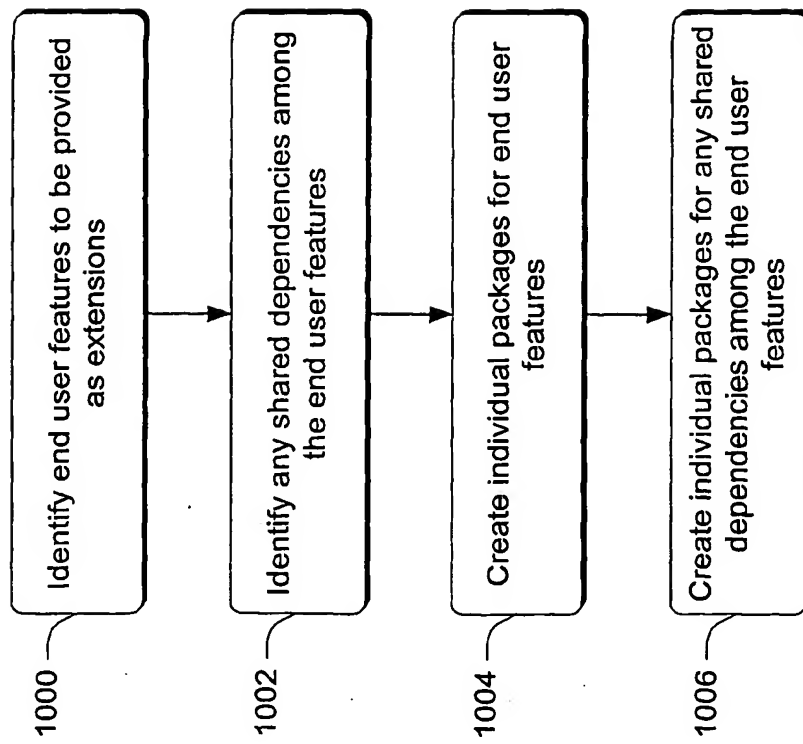 1000
Identify end user features to be provided
as extensions
1002
Identify any shared dependencies among
the end user features
1004
Create individual packages for end user
features
1006
Create individual packages for any shared
dependencies among the end user
features